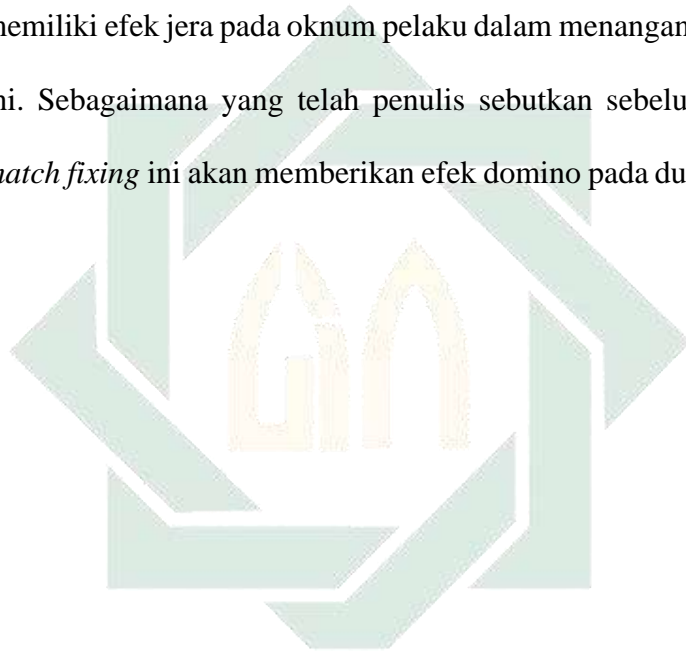 memiliki efek jera pada oknum pelaku dalam menangan
ni. Sebagaimana yang telah penulis sebutkan sebelu
match fixing ini akan memberikan efek domino pada du